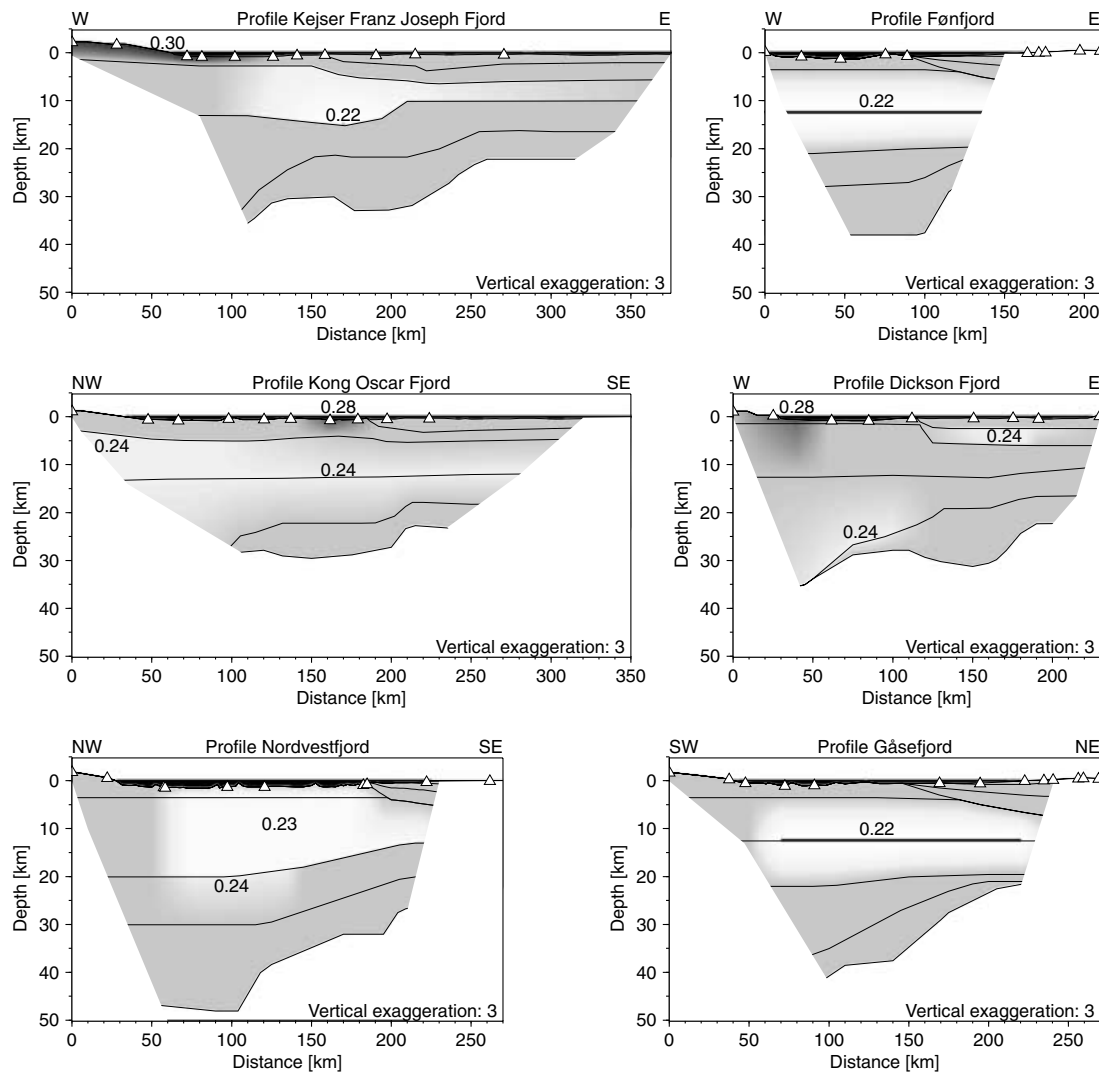 W Profile Kejser Franz Joseph Fjord E
0.30
0.22
0
10
20
30
40
50
Depth [km]
Vertical exaggeration: 3
0 50 100 150 200 250 300 350
Distance [km]
W Profile Fønfjord E
0.22
0
10
20
30
40
50
Depth [km]
Vertical exaggeration: 3
0 50 100 150 200
Distance [km]
NW Profile Kong Oscar Fjord SE
0.28
0.24
0.24
0
10
20
30
40
50
Depth [km]
Vertical exaggeration: 3
0 50 100 150 200 250 300 350
Distance [km]
W Profile Dickson Fjord E
0.28
0.24
0.24
0
10
20
30
40
50
Depth [km]
Vertical exaggeration: 3
0 50 100 150 200
Distance [km]
NW Profile Nordvestfjord SE
0.23
0.24
0
10
20
30
40
50
Depth [km]
Vertical exaggeration: 3
0 50 100 150 200 250
Distance [km]
SW Profile Gåsefjord NE
0.22
0
10
20
30
40
50
Depth [km]
Vertical exaggeration: 3
0 50 100 150 200 250
Distance [km]